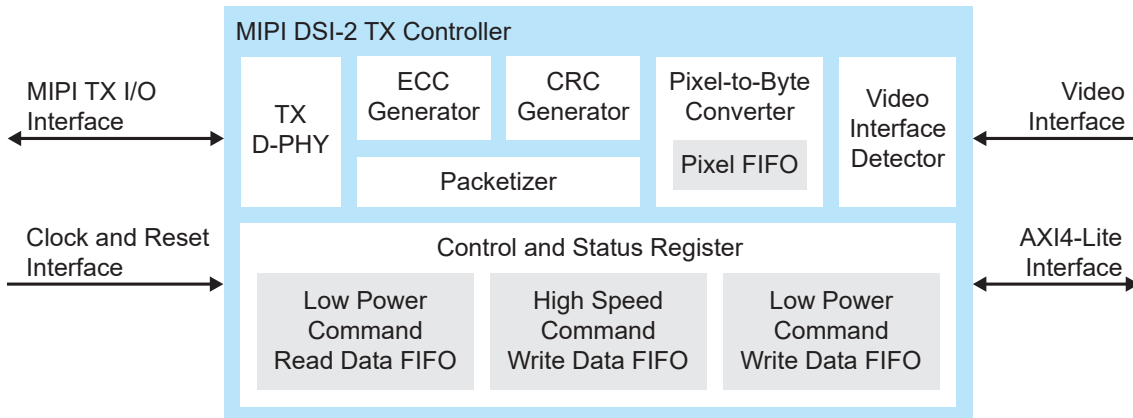 MIPI DSI-2 TX Controller
MIPI TX I/O
Interface
Clock and Reset
Interface
TX
D-PHY
ECC
Generator
CRC
Generator
Packetizer
Pixel-to-Byte
Converter
Pixel FIFO
Video
Interface
Detector
Video
Interface
AXI4-Lite
Interface
Control and Status Register
Low Power
Command
Read Data FIFO
High Speed
Command
Write Data FIFO
Low Power
Command
Write Data FIFO